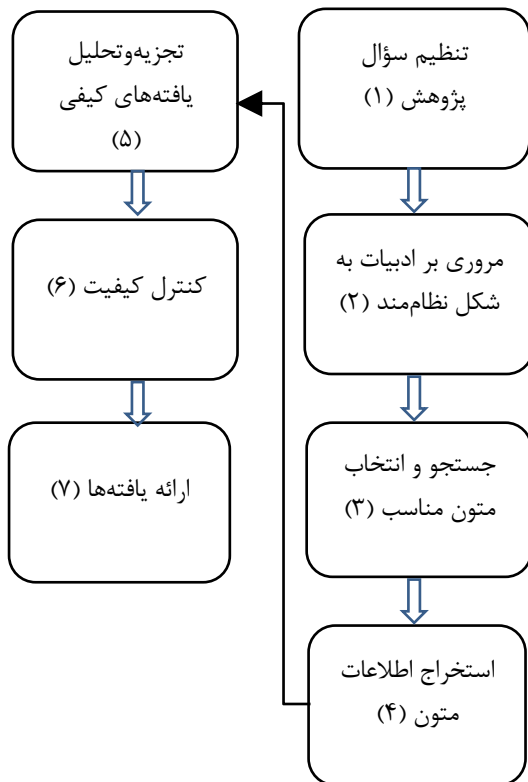 تنظیم سؤال
پژوهش (۱)
مروری بر ادبیات به
شکل نظام‌مند (۲)
جستجو و انتخاب
متون مناسب (۳)
استخراج اطلاعات
متون (۴)
تجزیه‌وتحلیل
یافته‌های کیفی
(۵)
کنترل کیفیت (۶)
ارائه یافته‌ها (۷)